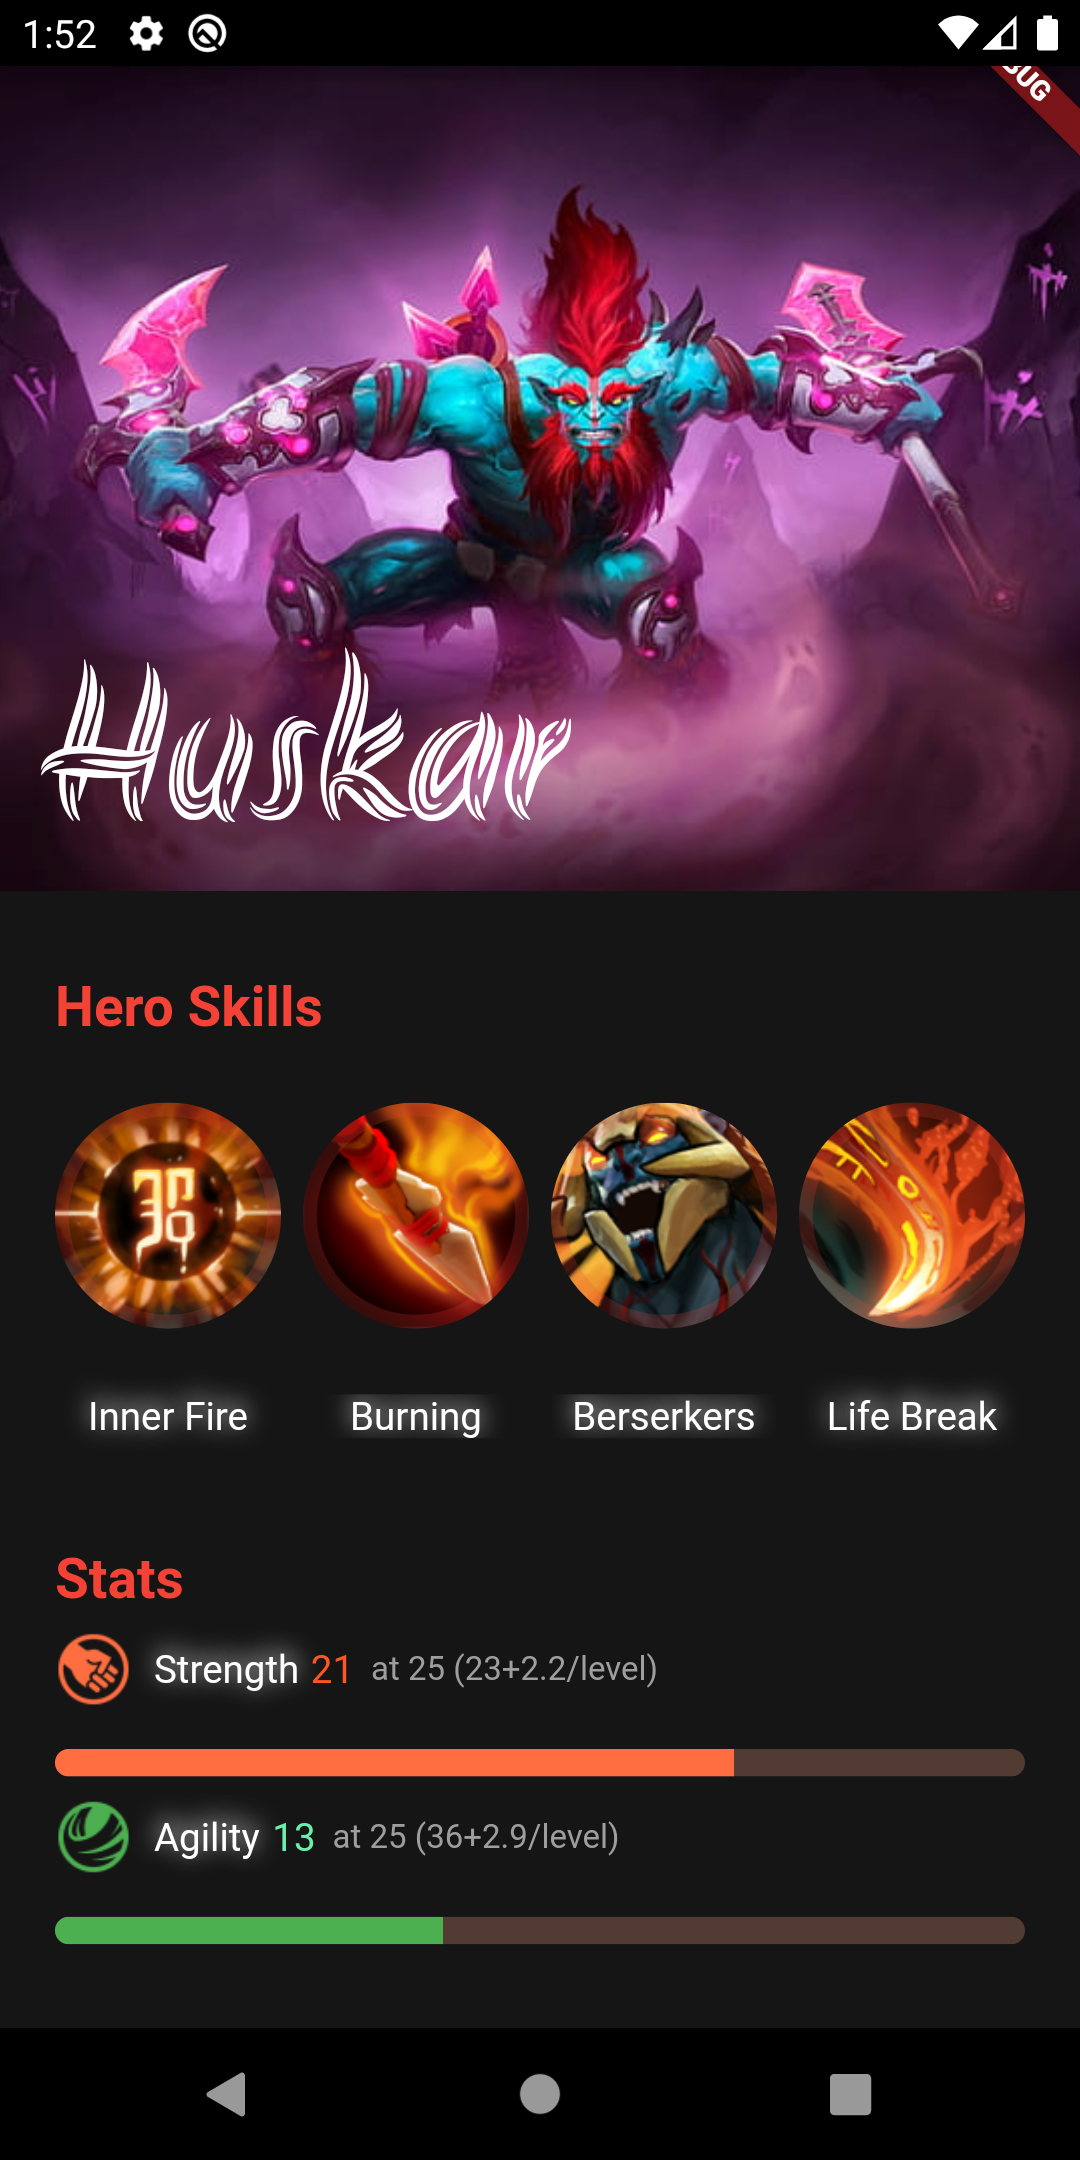 1:52
BUG
Huskar
Hero Skills
Inner Fire Burning Berserkers Life Break
Stats
Strength 21 at 25 (23+2.2/level)
Agility 13 at 25 (36+2.9/level)